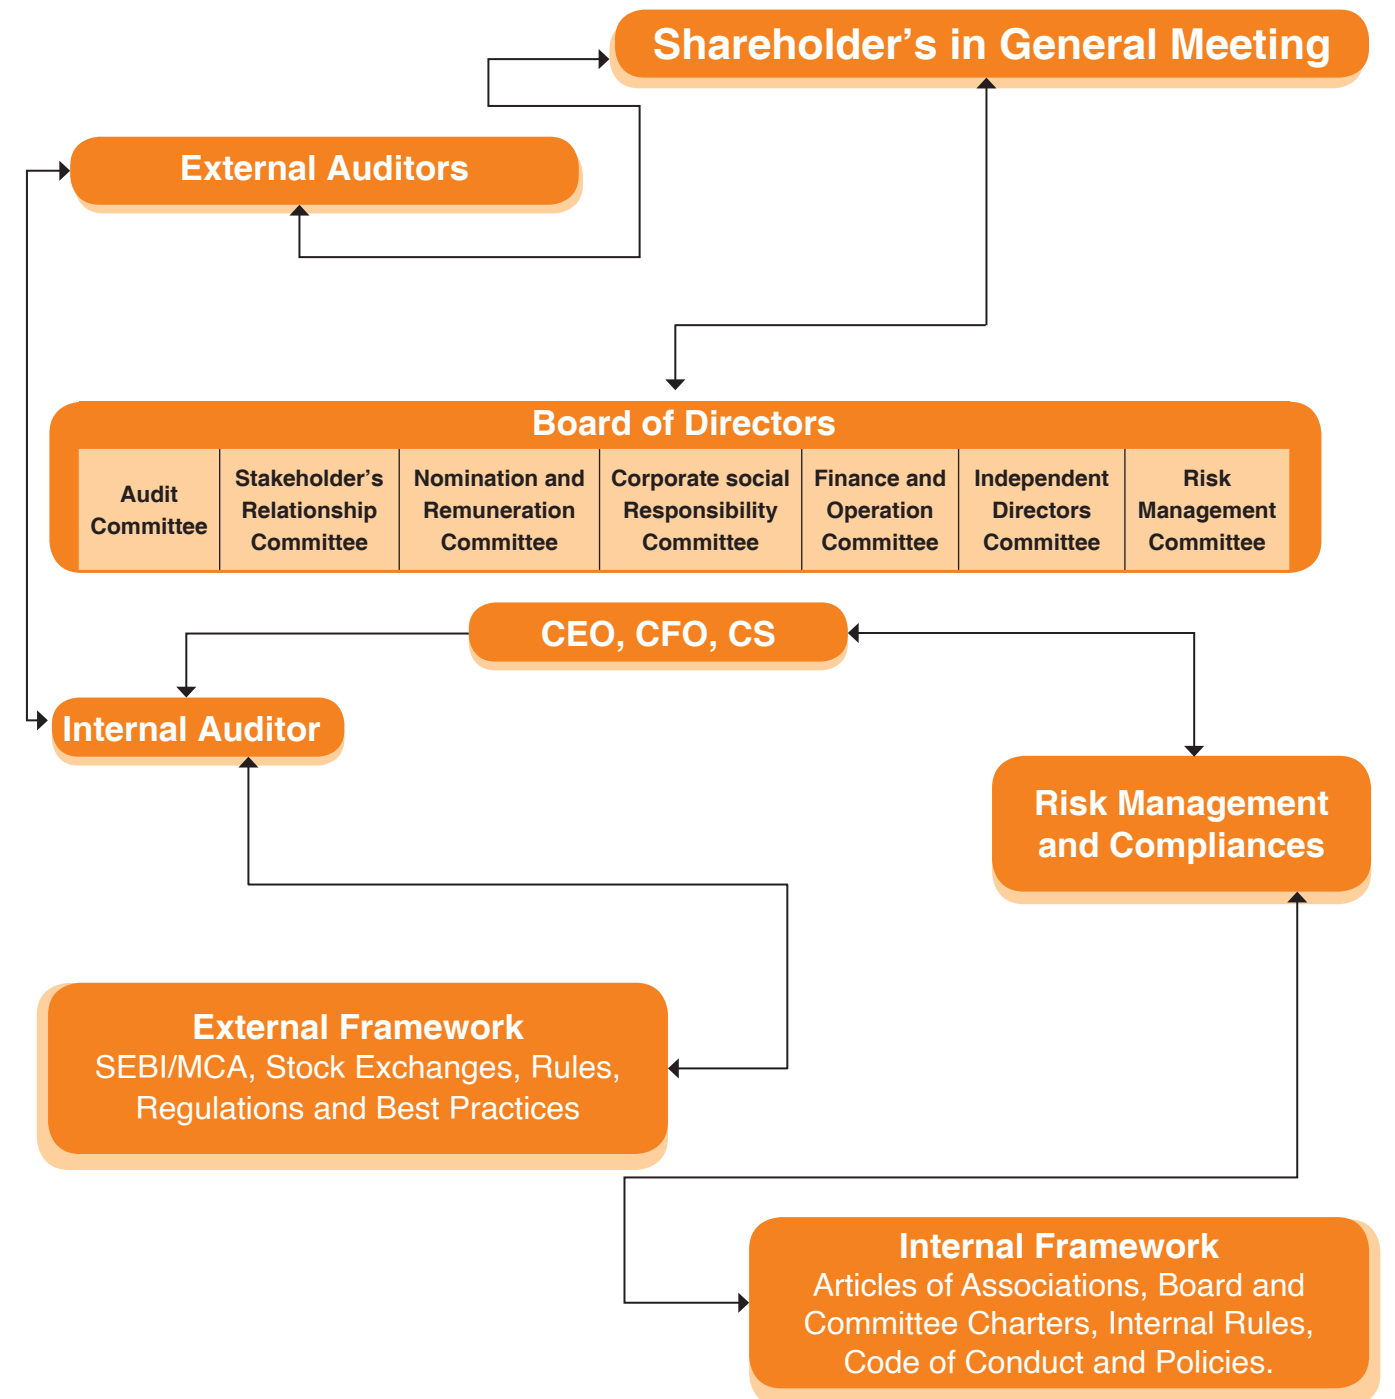 Shareholder's in General Meeting
External Auditors
Board of Directors
Audit
Committee
Stakeholder's
Relationship
Committee
Nomination and
Remuneration
Committee
Corporate social
Responsibility
Committee
Finance and
Operation
Committee
Independent
Directors
Committee
Risk
Management
Committee
CEO, CFO, CS
Internal Auditor
Risk Management
and Compliances
External Framework
SEBI/MCA, Stock Exchanges, Rules,
Regulations and Best Practices
Internal Framework
Articles of Associations, Board and
Committee Charters, Internal Rules,
Code of Conduct and Policies.